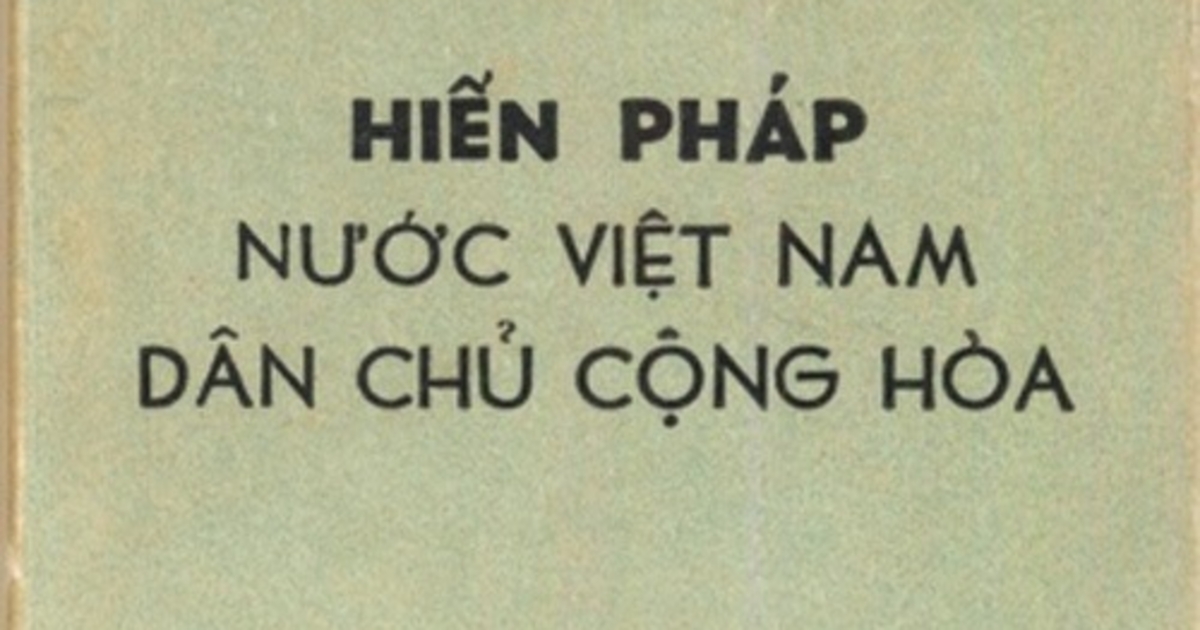 HIẾN PHÁP
NƯỚC VIỆT NAM
DÂN CHỦ CỘNG HÒA